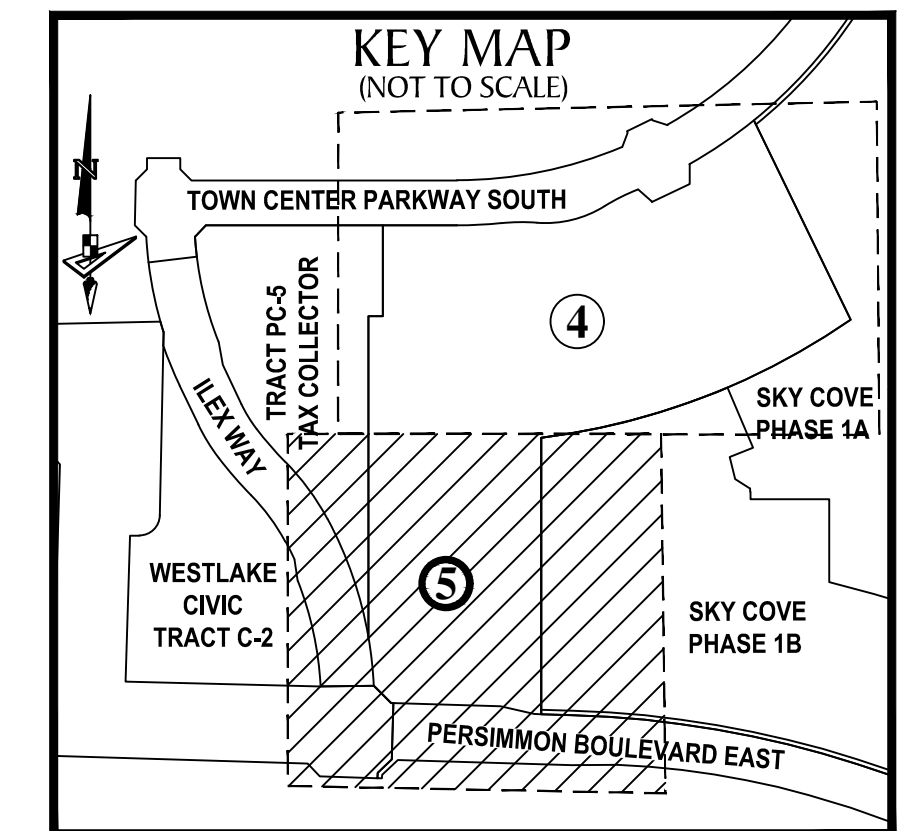 KEY MAP
(NOT TO SCALE)
N
TOWN CENTER PARKWAY SOUTH
TRACT PC-5
TAX COLLECTOR
4
ILEX WAY
SKY COVE
PHASE 1A
WESTLAKE
CIVIC
TRACT C-2
5
SKY COVE
PHASE 1B
PERSIMMON BOULEVARD EAST